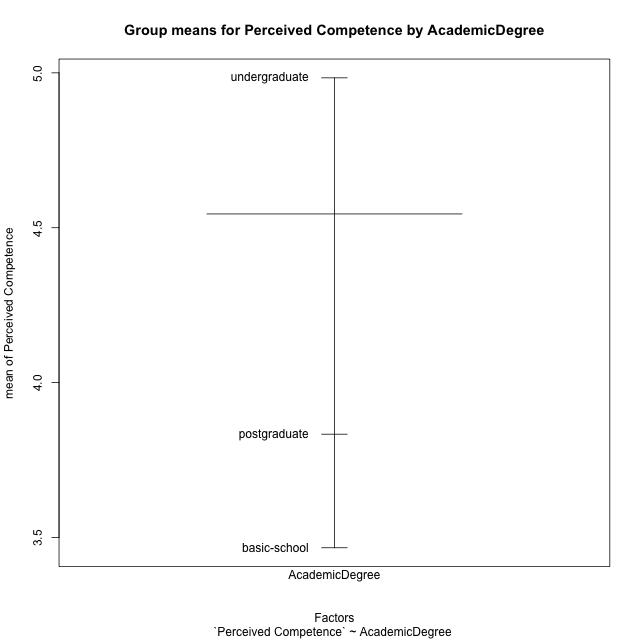 Group means for Perceived Competence by AcademicDegree
5.0
undergraduate
4.5
mean of Perceived Competence
4.0
postgraduate
3.5
basic-school
AcademicDegree
Factors
`Perceived Competence` ~ AcademicDegree